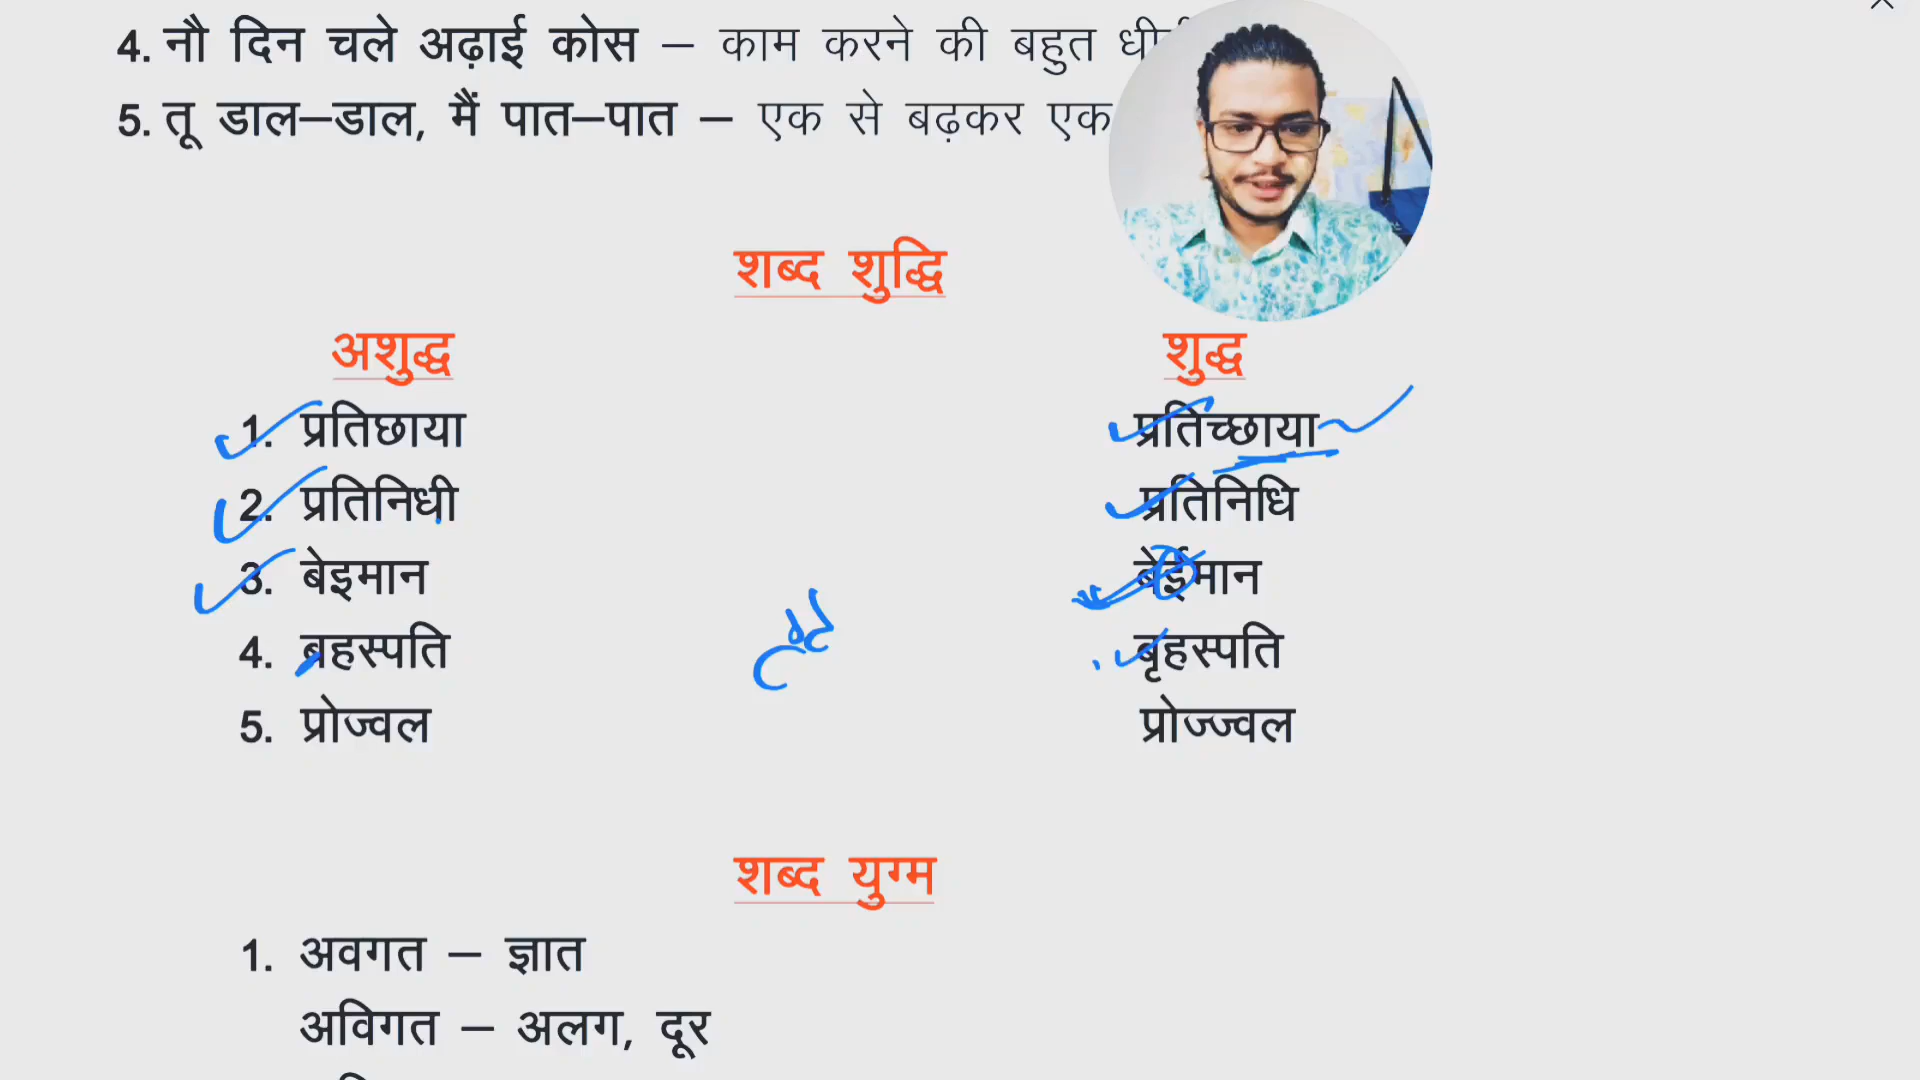 4. नौ दिन चले अढ़ाई कोस – काम करने की बहुत
5. तू डाल–डाल, मैं पात–पात – एक से बढ़कर एक
शब्द शुद्धि
अशुद्ध शुद्ध
1. प्रतिछाया प्रतिच्छाया
2. प्रतिनिधी प्रतिनिधि
3. बेइमान बेईमान
4. ब्रहस्पति बृहस्पति
5. प्रोज्वल प्रोज्ज्वल
शब्द युग्म
1. अवगत – ज्ञात
अविगत – अलग, दूर